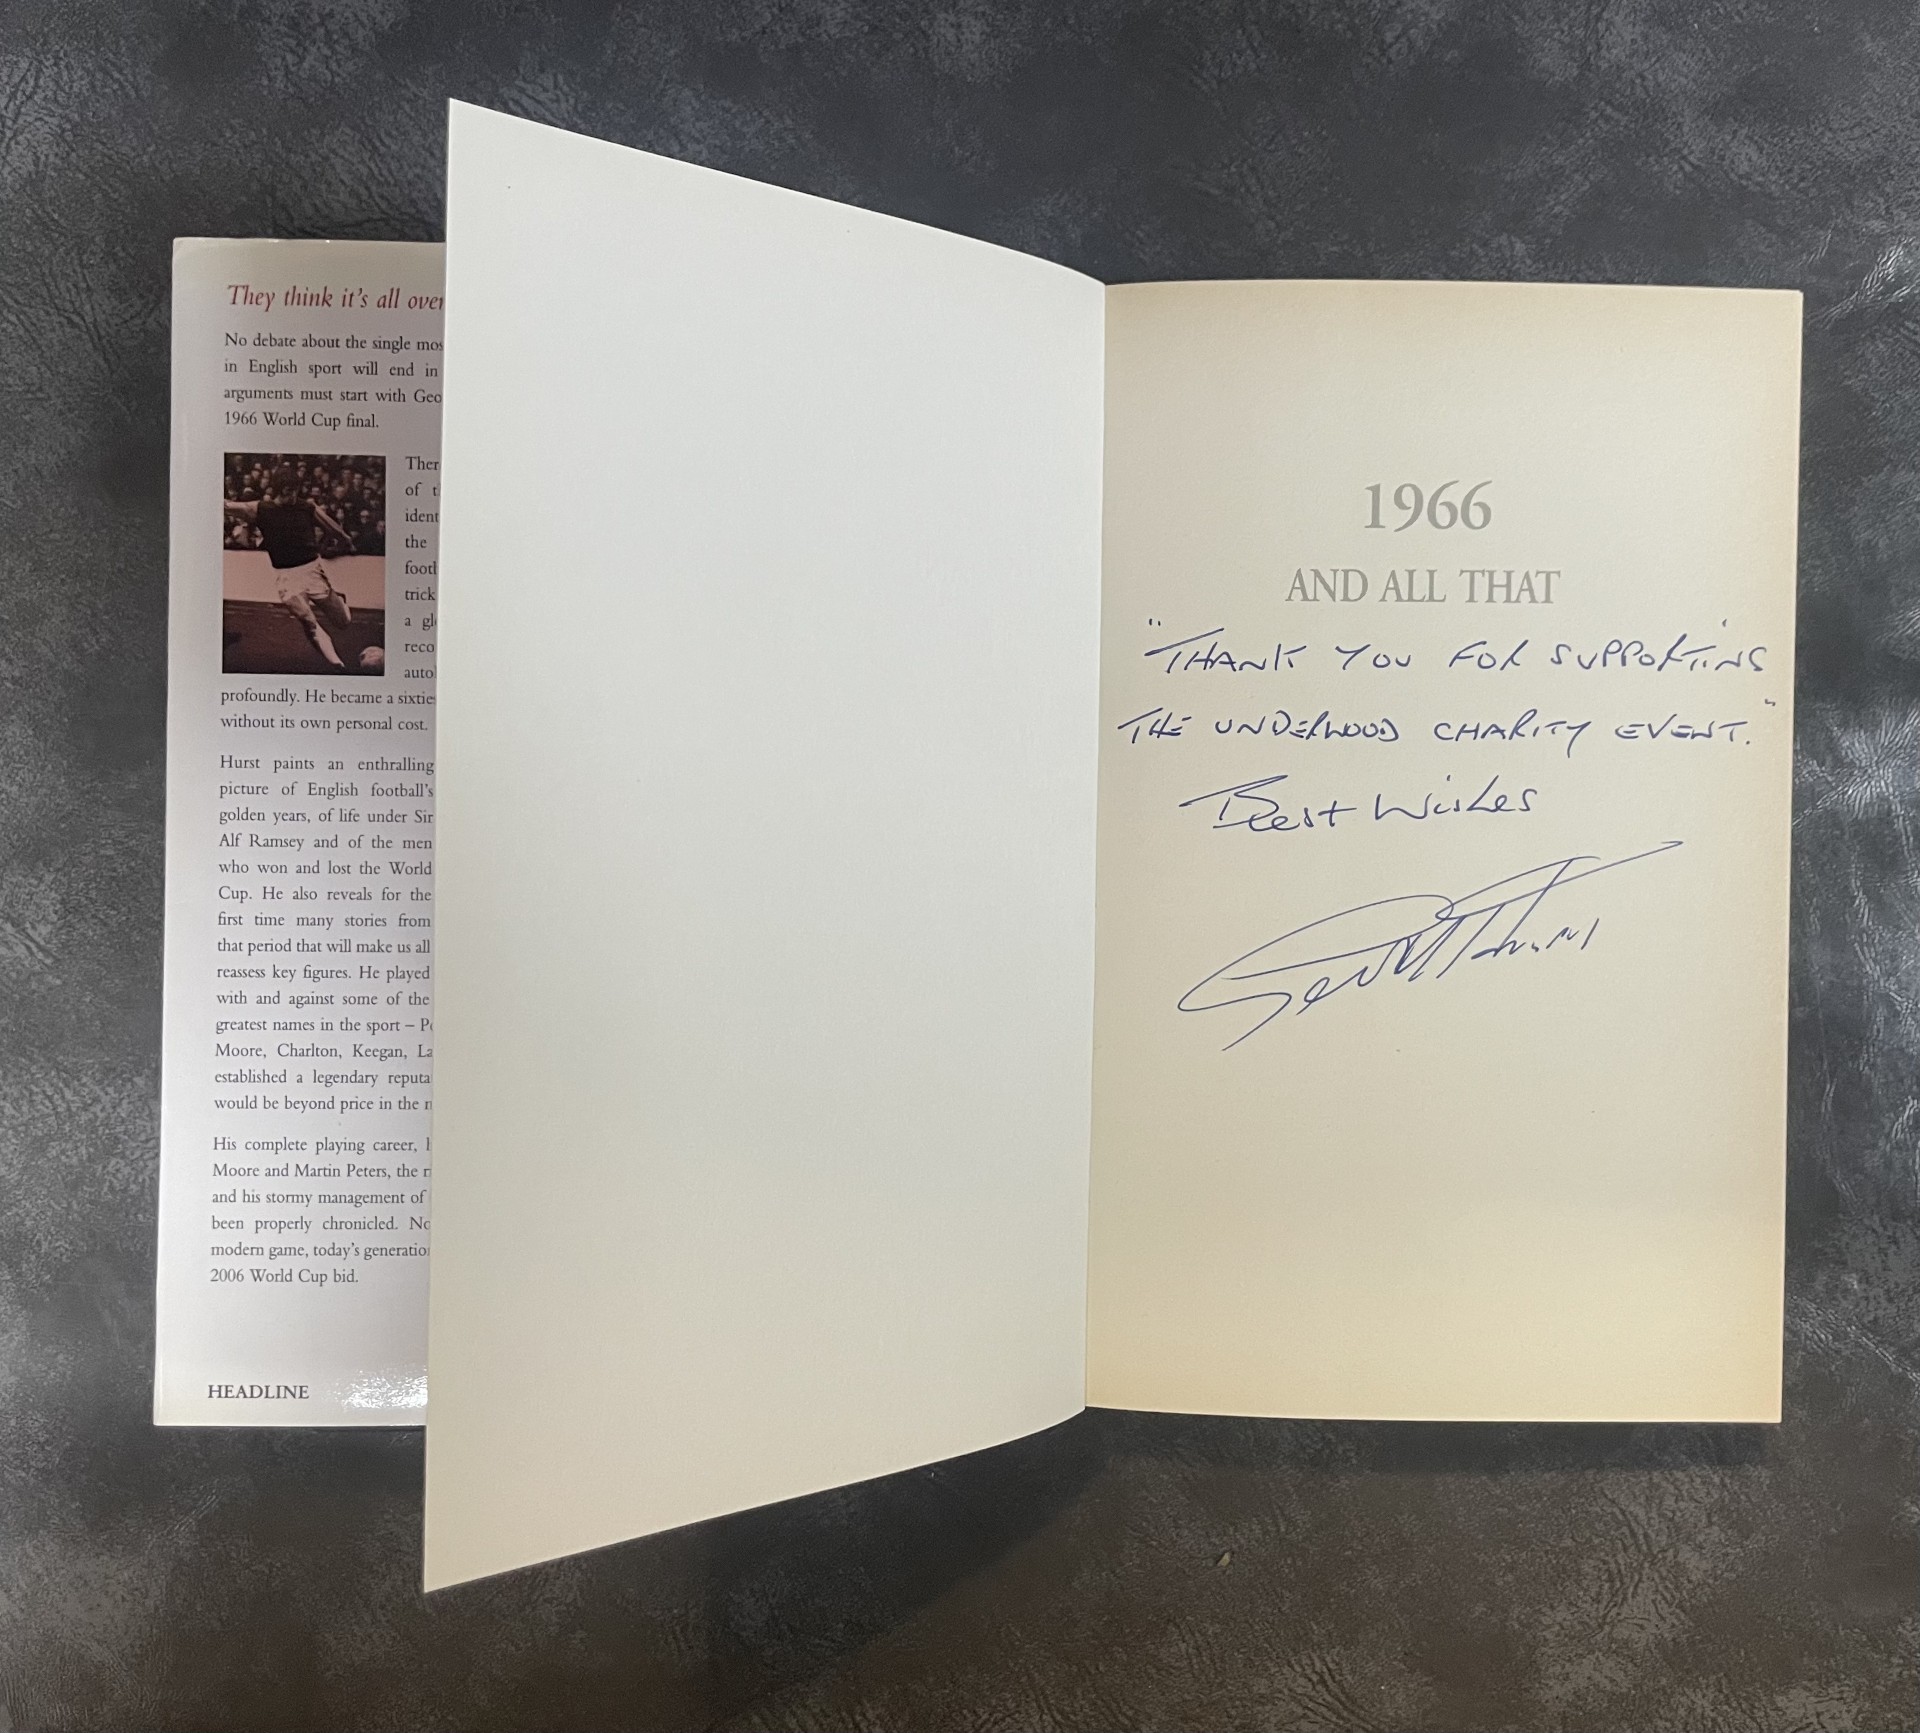 They think it's all over
No debate about the single mos
in English sport will end in
arguments must start with Geo
1966 World Cup final.
Ther
of t
ident
the
footb
trick
a gl
reco
auto
profoundly. He became a sixtie
without its own personal cost.
Hurst paints an enthralling
picture of English football's
golden years, of life under Sir
Alf Ramsey and of the men
who won and lost the World
Cup. He also reveals for the
first time many stories from
that period that will make us all
reassess key figures. He played
with and against some of the
greatest names in the sport – Pe
Moore, Charlton, Keegan, La
established a legendary reputa
would be beyond price in the m
His complete playing career, h
Moore and Martin Peters, the r
and his stormy management of
been properly chronicled. No
modern game, today's generatio
2006 World Cup bid.
HEADLINE
1966
AND ALL THAT
"THANK YOU FOR SUPPORTING
THE UNDERWOOD CHARITY EVENT."
Best Wishes
Geoff Hurst